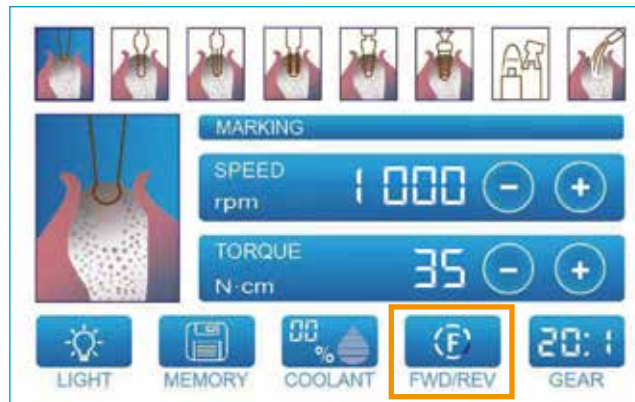 MARKING
SPEED
rpm
1000
TORQUE
N·cm
35
00
%
F
20:1
LIGHT
MEMORY
COOLANT
FWD/REV
GEAR